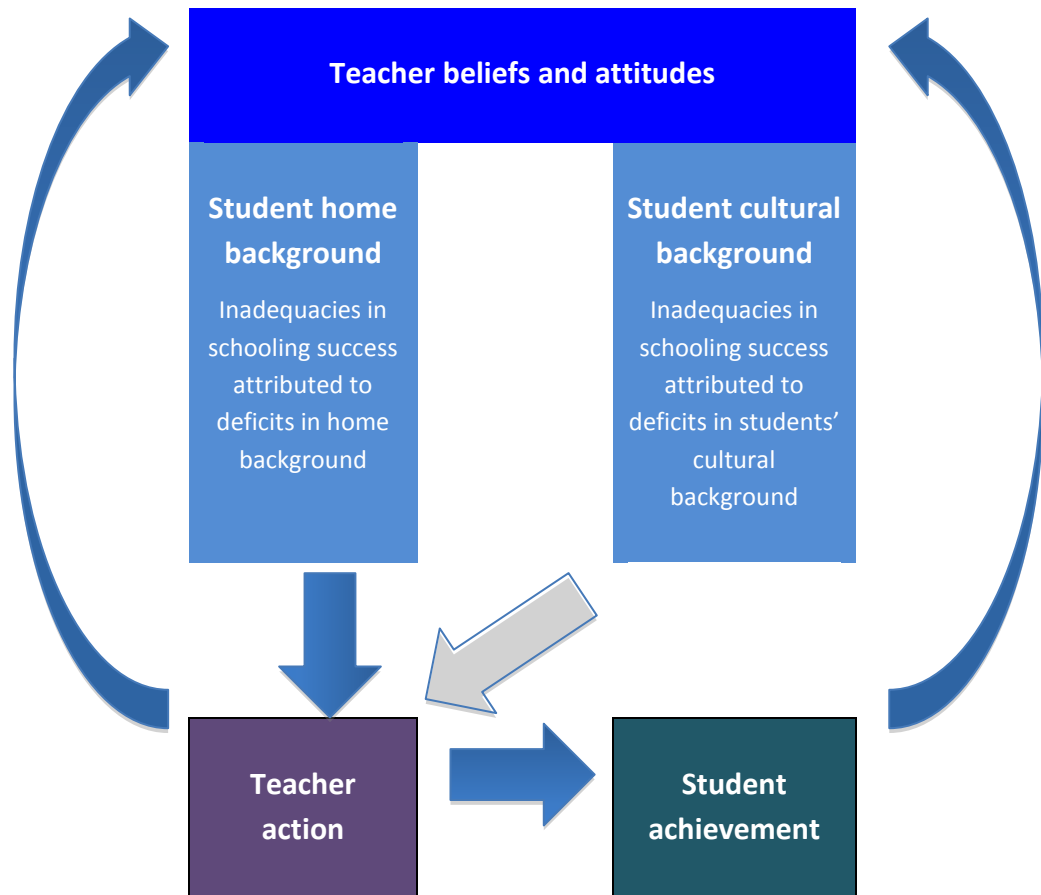 Teacher beliefs and attitudes
Student home
background
Inadequacies in
schooling success
attributed to
deficits in home
background
Student cultural
background
Inadequacies in
schooling success
attributed to
deficits in students’
cultural
background
Teacher
action
Student
achievement